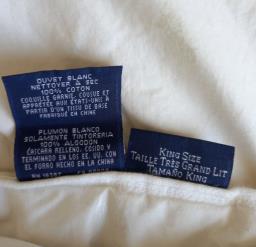 DUVET BLANC
NETTOYER À SEC
100% COTON
COQUILLE GARNIE, COUSUE ET
APPRÊTÉE AUX ÉTATS-UNIS À
PARTIR D'UN TISSU DE BASE
FABRIQUÉ EN CHINE
PLUMON BLANCO
SOLAMENTE TINTORERIA
100% ALGODON
CÁSCARA RELLENO, COSIDO Y
TERMINADO EN LOS EE. UU. CON
EL FORRO HECHO EN LA CHINA
KING SIZE
TAILLE TRÈS GRAND LIT
TAMAÑO KING